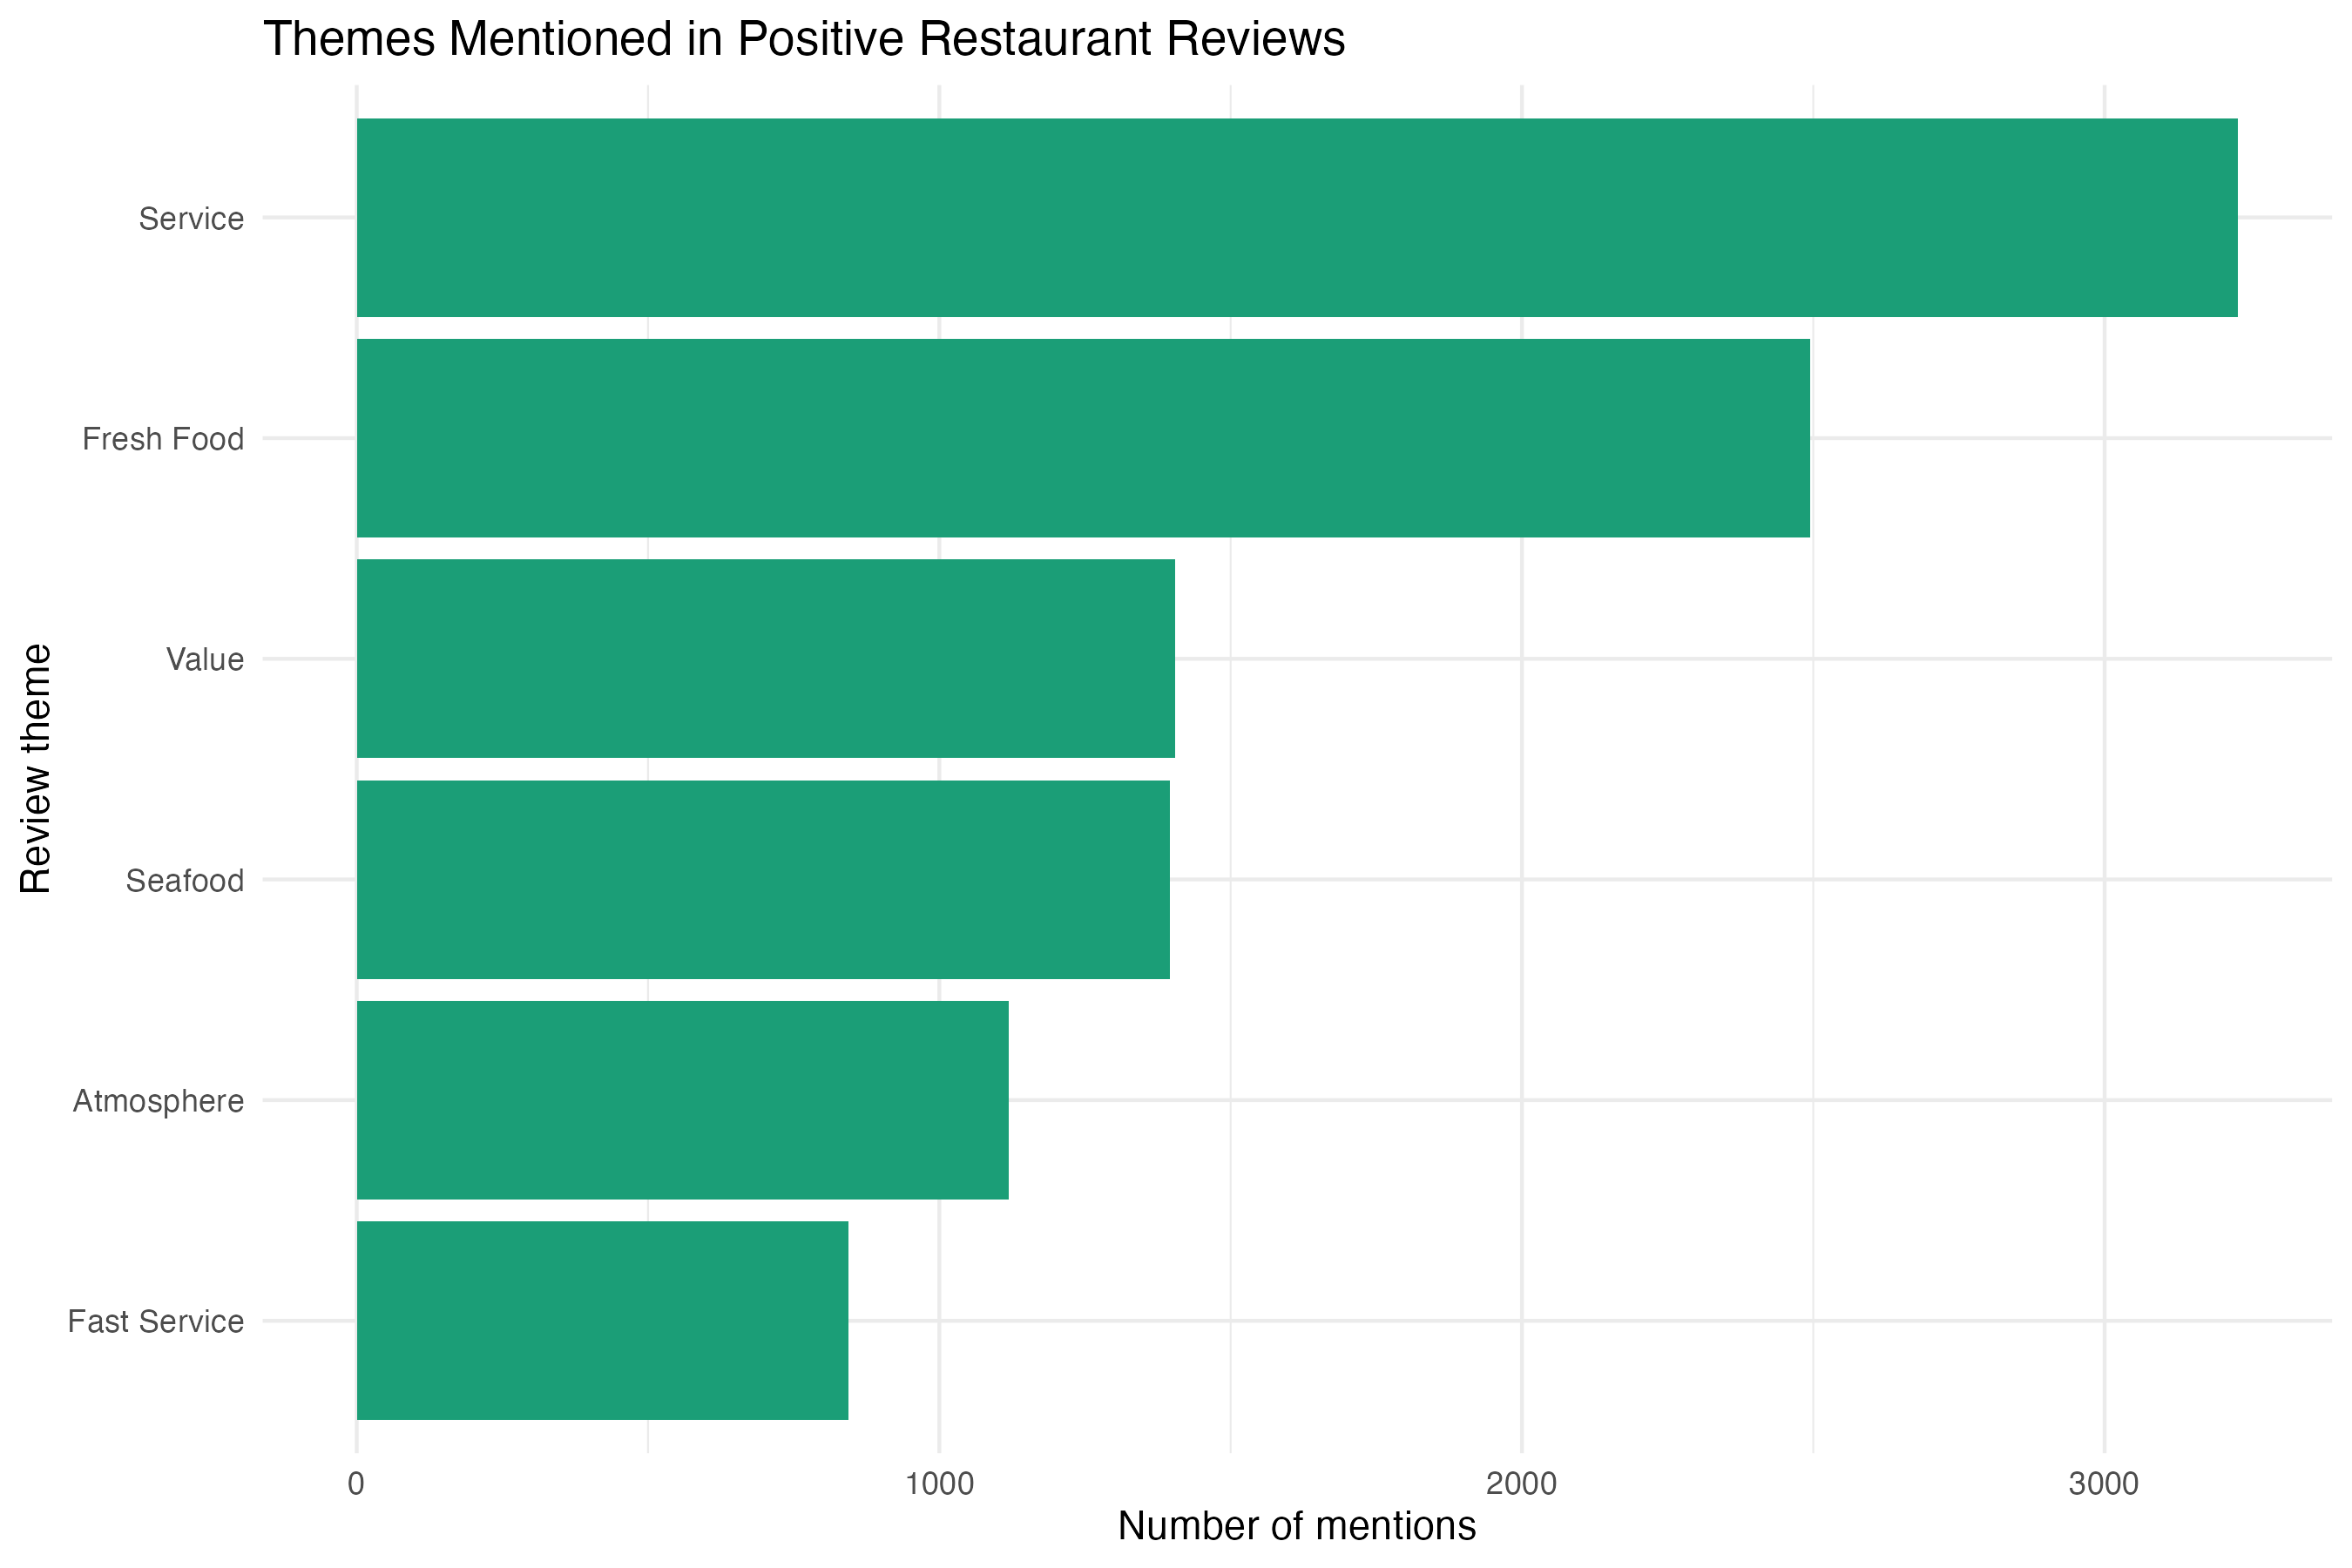 Themes Mentioned in Positive Restaurant Reviews
Review theme
Service
Fresh Food
Value
Seafood
Atmosphere
Fast Service
0
1000
2000
3000
Number of mentions